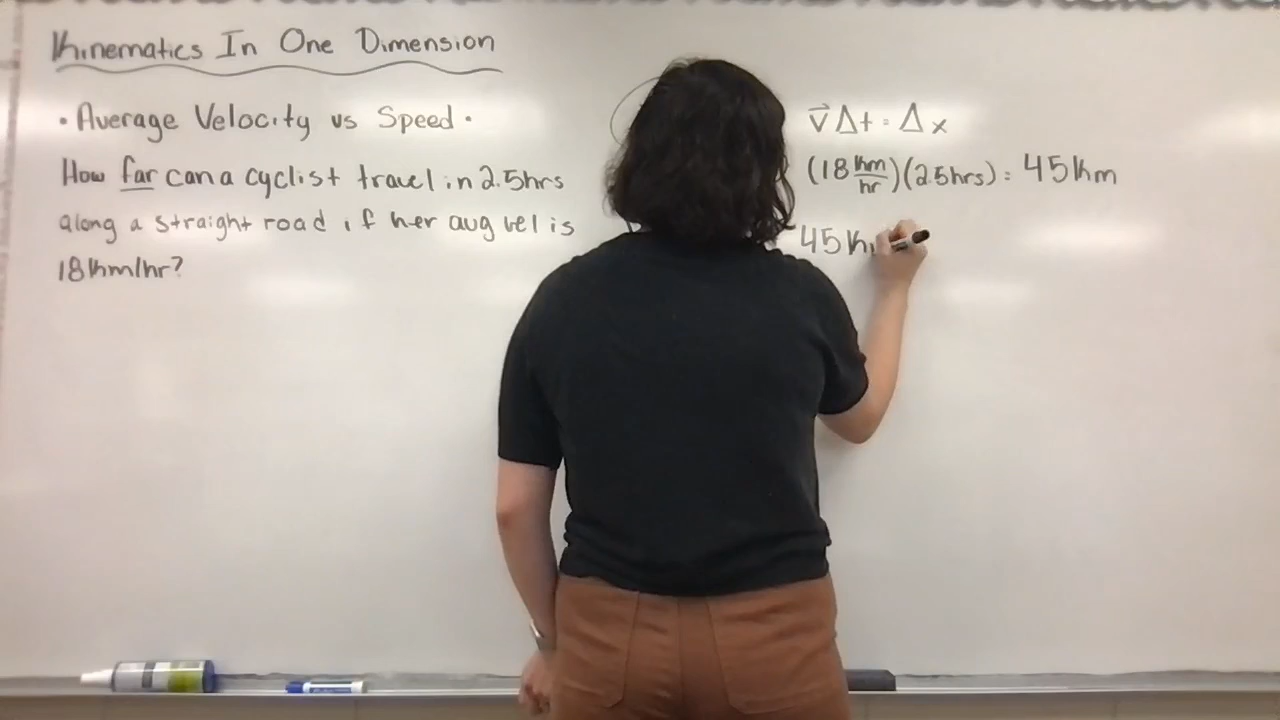 Kinematics In One Dimension
• Average Velocity vs Speed •
How far can a cyclist travel in 2.5hrs
along a straight road if her avg vel is
18km/hr?
v⃗Δt = Δx
(18 km/hr)(2.5hrs) = 45km
45k